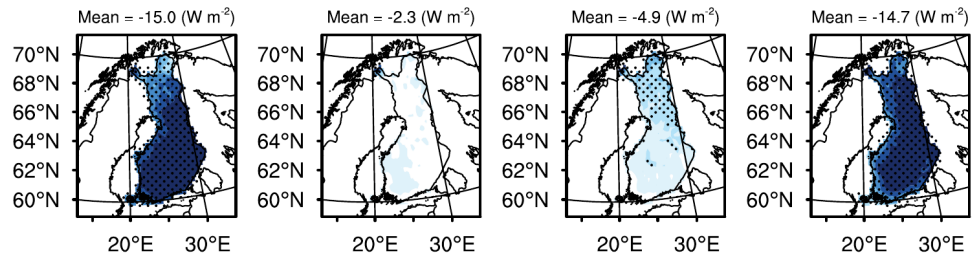 Mean = -15.0 (W m-2) Mean = -2.3 (W m-2) Mean = -4.9 (W m-2) Mean = -14.7 (W m-2)
70°N 70°N 70°N 70°N
68°N 68°N 68°N 68°N
66°N 66°N 66°N 66°N
64°N 64°N 64°N 64°N
62°N 62°N 62°N 62°N
60°N 60°N 60°N 60°N
20°E 30°E 20°E 30°E 20°E 30°E 20°E 30°E